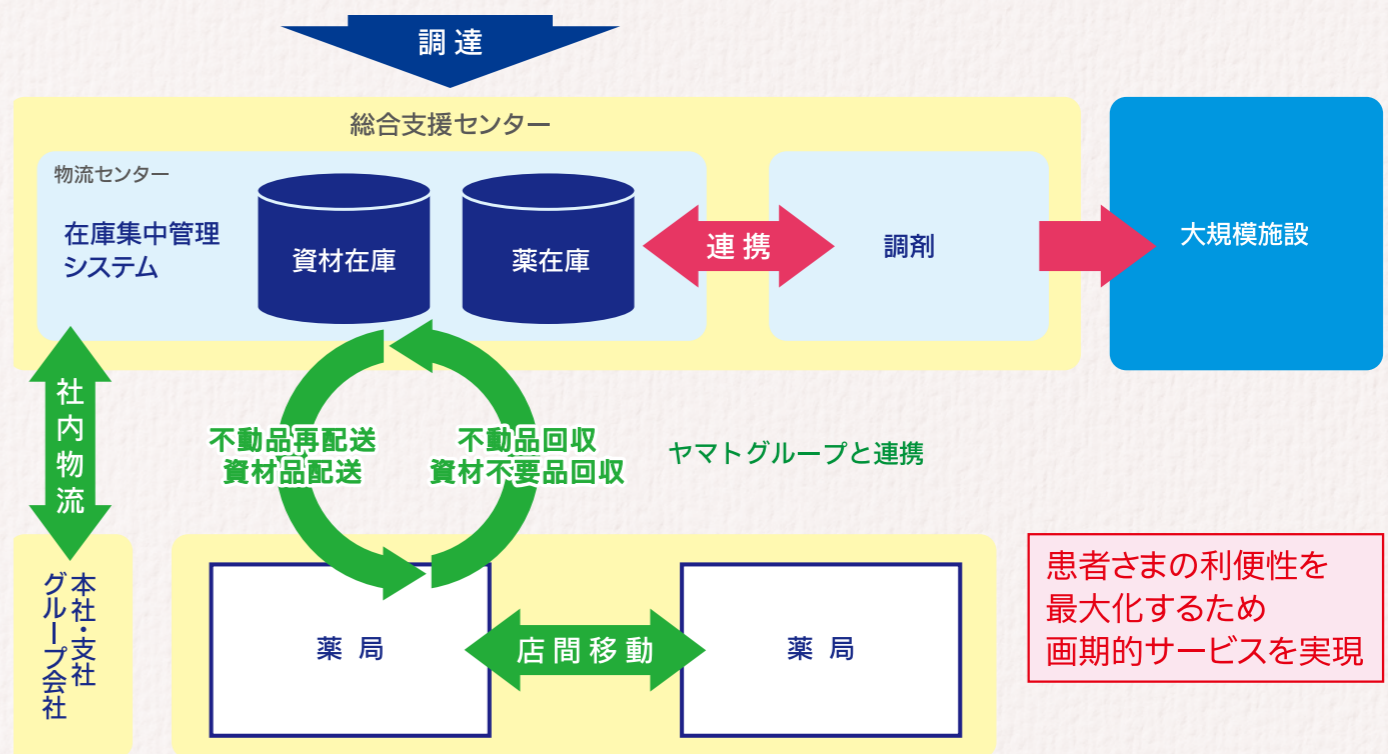 調達
総合支援センター
物流センター
在庫集中管理
システム
資材在庫
薬在庫
連携
調剤
大規模施設
社内物流
不動品再配送
資材品配送
不動品回収
資材不要品回収
ヤマトグループと連携
本社・支社
グループ会社
薬局
店間移動
薬局
患者さまの利便性を
最大化するため
画期的サービスを実現